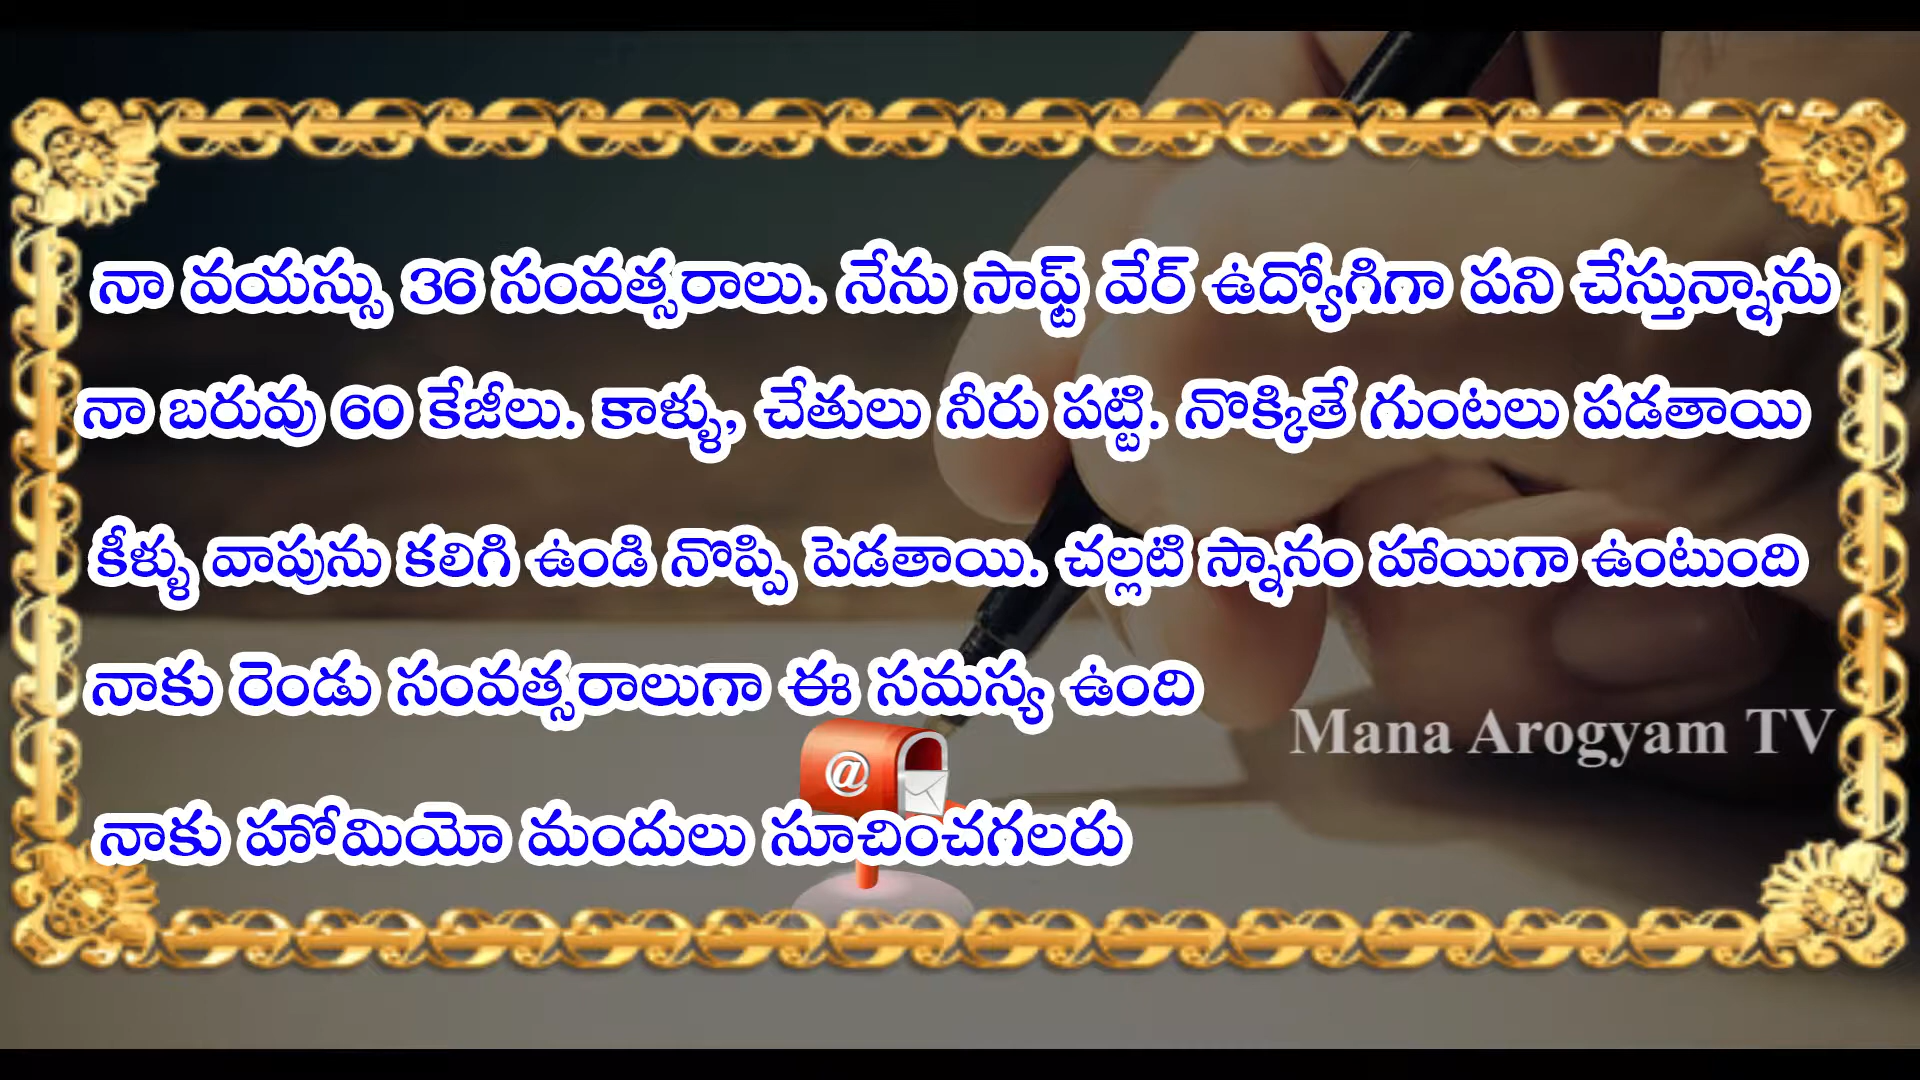 నా వయస్సు 36 సంవత్సరాలు. నేను సాఫ్ట్ వేర్ ఉద్యోగిగా పని చేస్తున్నాను
నా బరువు 60 కేజీలు. కాళ్ళు, చేతులు నీరు పట్టి. నొక్కితే గుంటలు పడతాయి
కీళ్ళు వాపును కలిగి ఉండి నొప్పి పెడతాయి. చల్లటి స్నానం హాయిగా ఉంటుంది
నాకు రెండు సంవత్సరాలుగా ఈ సమస్య ఉంది
Mana Arogyam TV
@
నాకు హోమియో మందులు సూచించగలరు